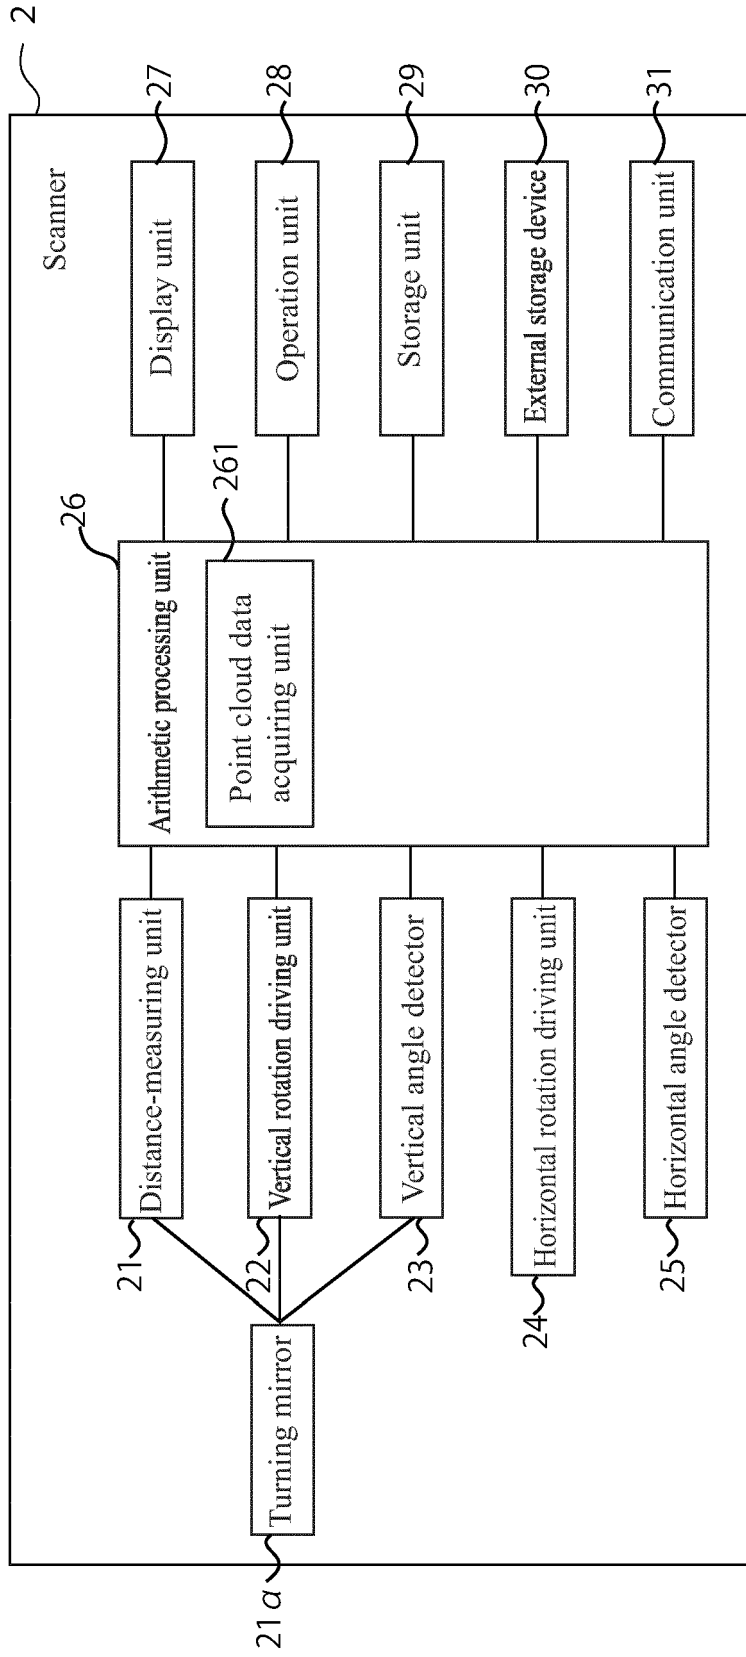 2
Scanner
21α
Turning mirror
21
Distance-measuring unit
22
Vertical rotation driving unit
23
Vertical angle detector
24
Horizontal rotation driving unit
25
Horizontal angle detector
26
Arithmetic processing unit
261
Point cloud data
acquiring unit
27
Display unit
28
Operation unit
29
Storage unit
30
External storage device
31
Communication unit